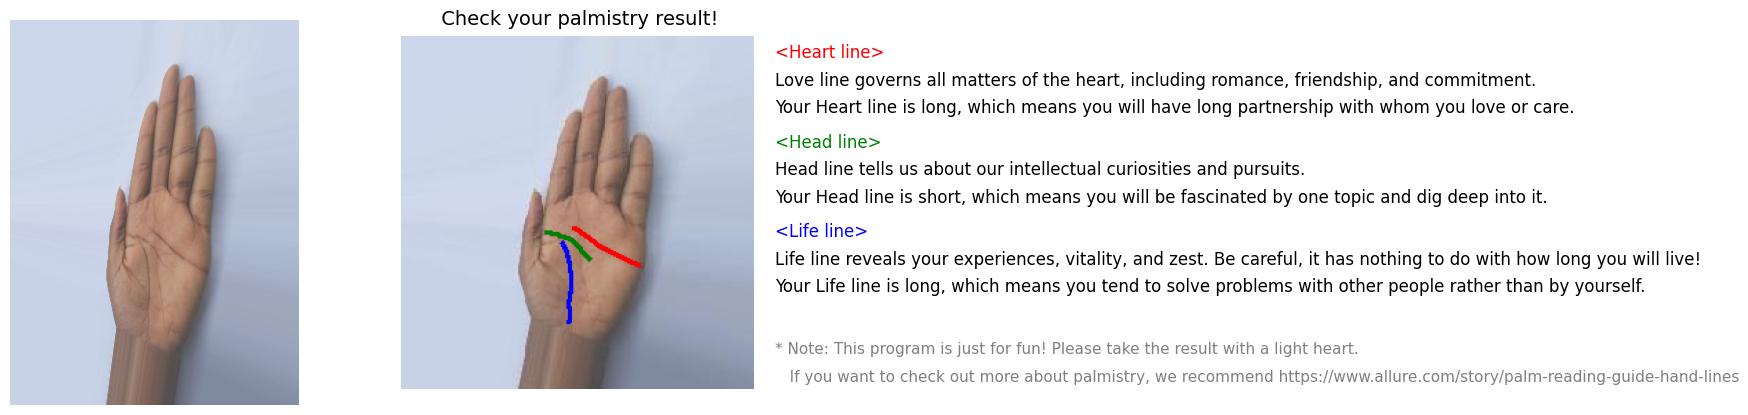 Check your palmistry result!
<Heart line>
Love line governs all matters of the heart, including romance, friendship, and commitment.
Your Heart line is long, which means you will have long partnership with whom you love or care.
<Head line>
Head line tells us about our intellectual curiosities and pursuits.
Your Head line is short, which means you will be fascinated by one topic and dig deep into it.
<Life line>
Life line reveals your experiences, vitality, and zest. Be careful, it has nothing to do with how long you will live!
Your Life line is long, which means you tend to solve problems with other people rather than by yourself.
* Note: This program is just for fun! Please take the result with a light heart.
If you want to check out more about palmistry, we recommend https://www.allure.com/story/palm-reading-guide-hand-lines